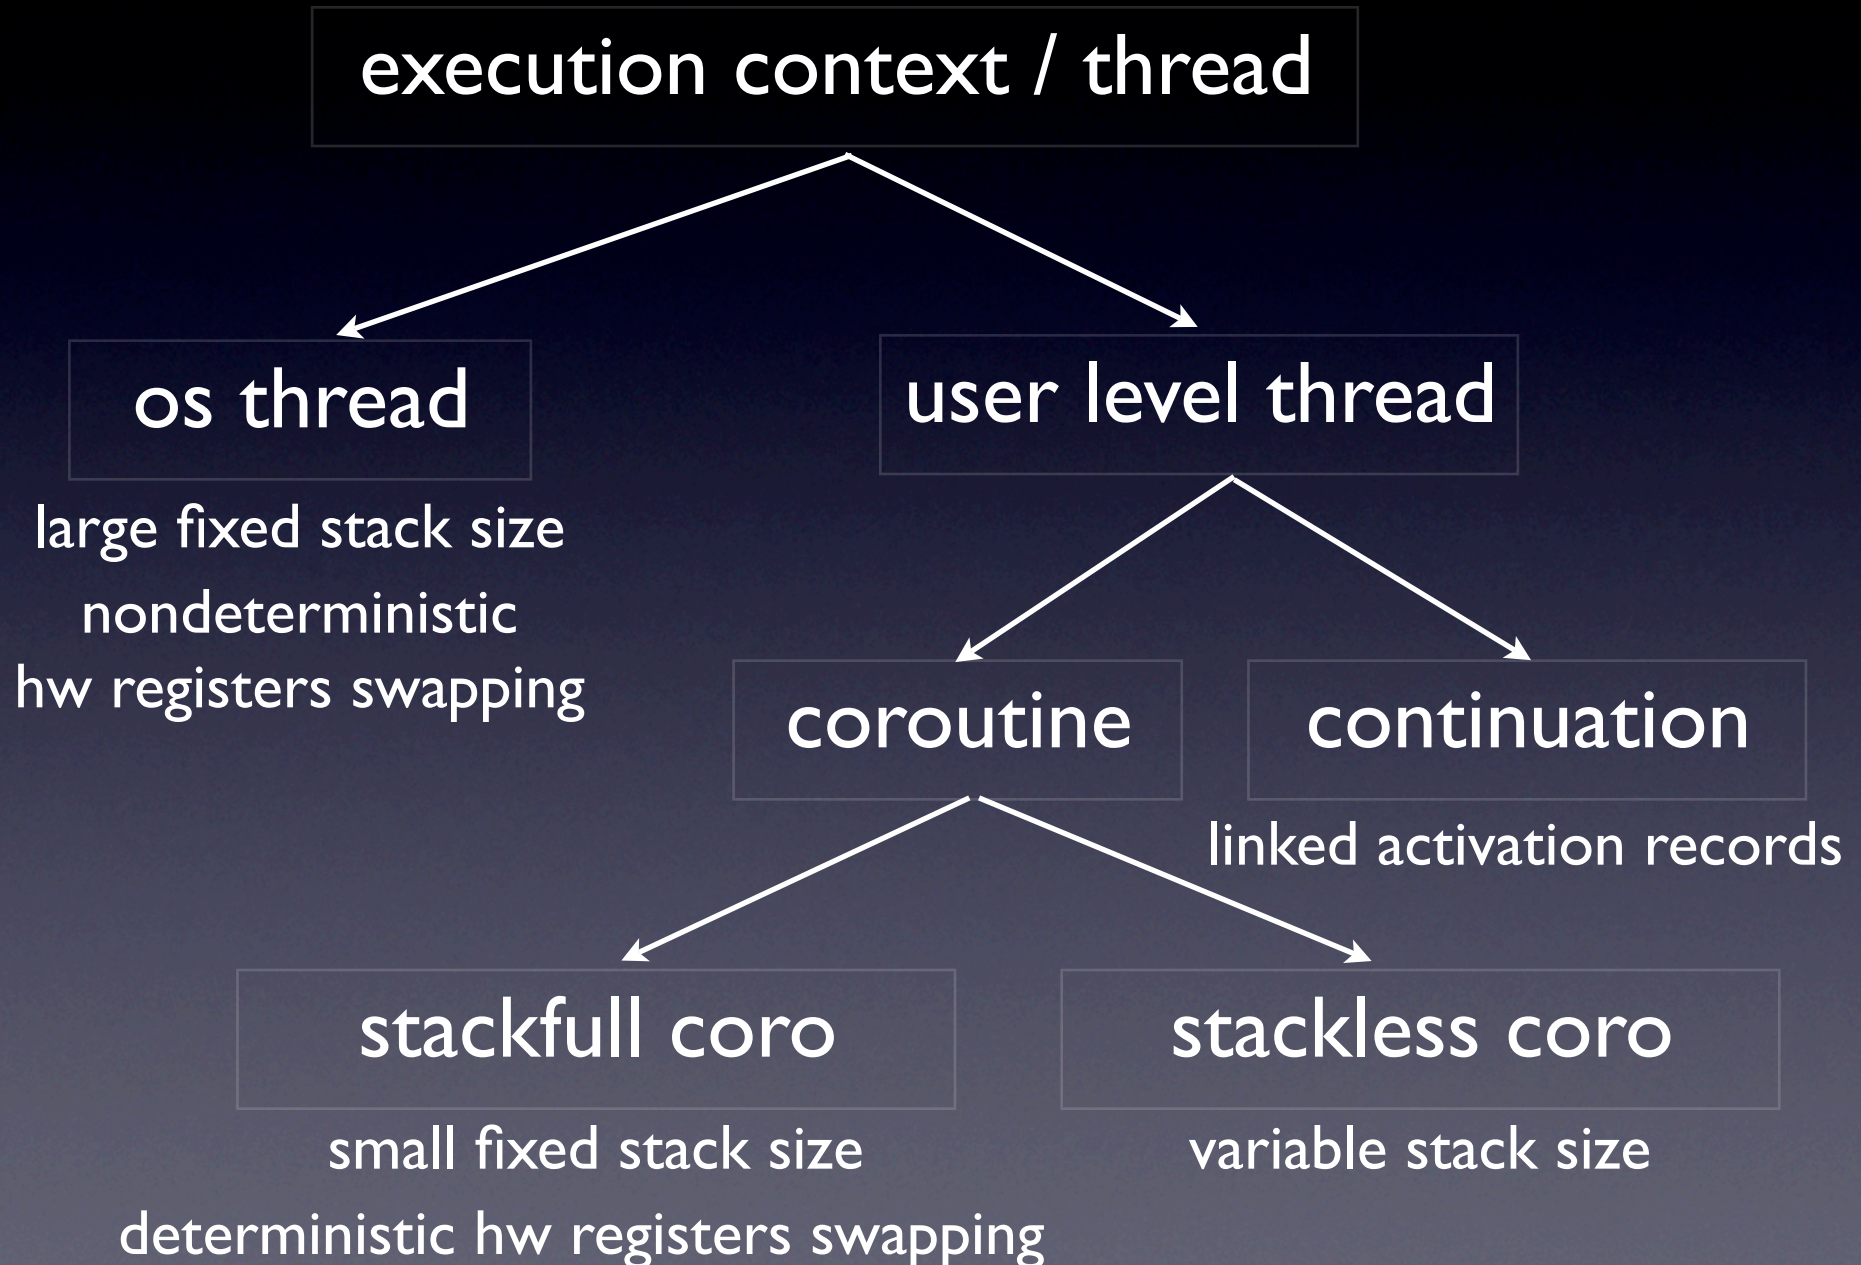 execution context / thread
os thread
user level thread
large fixed stack size
nondeterministic
hw registers swapping
coroutine
continuation
linked activation records
stackfull coro
stackless coro
small fixed stack size
variable stack size
deterministic hw registers swapping